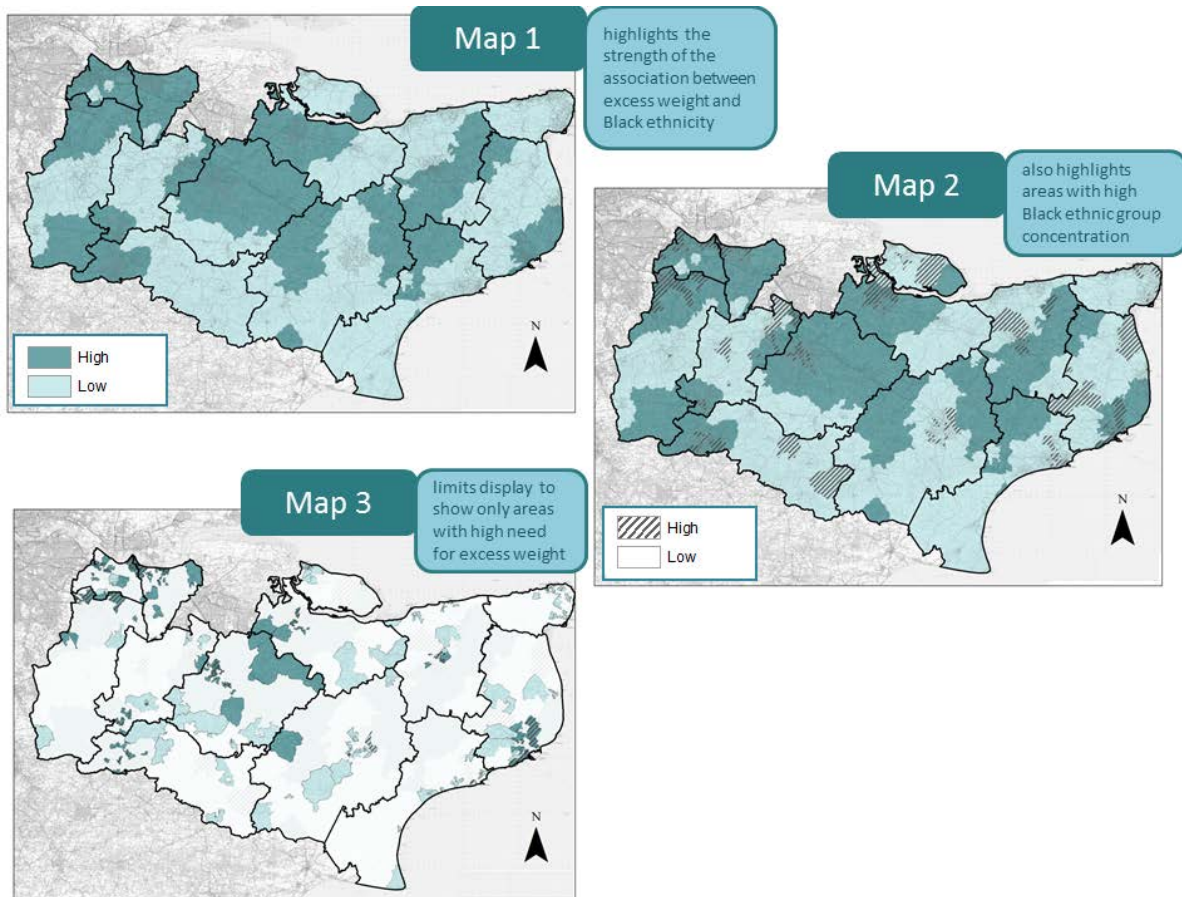 Map 1
highlights the
strength of the
association between
excess weight and
Black ethnicity
N
High
Low
Map 2
also highlights
areas with high
Black ethnic group
concentration
N
High
Low
Map 3
limits display to
show only areas
with high need
for excess weight
N